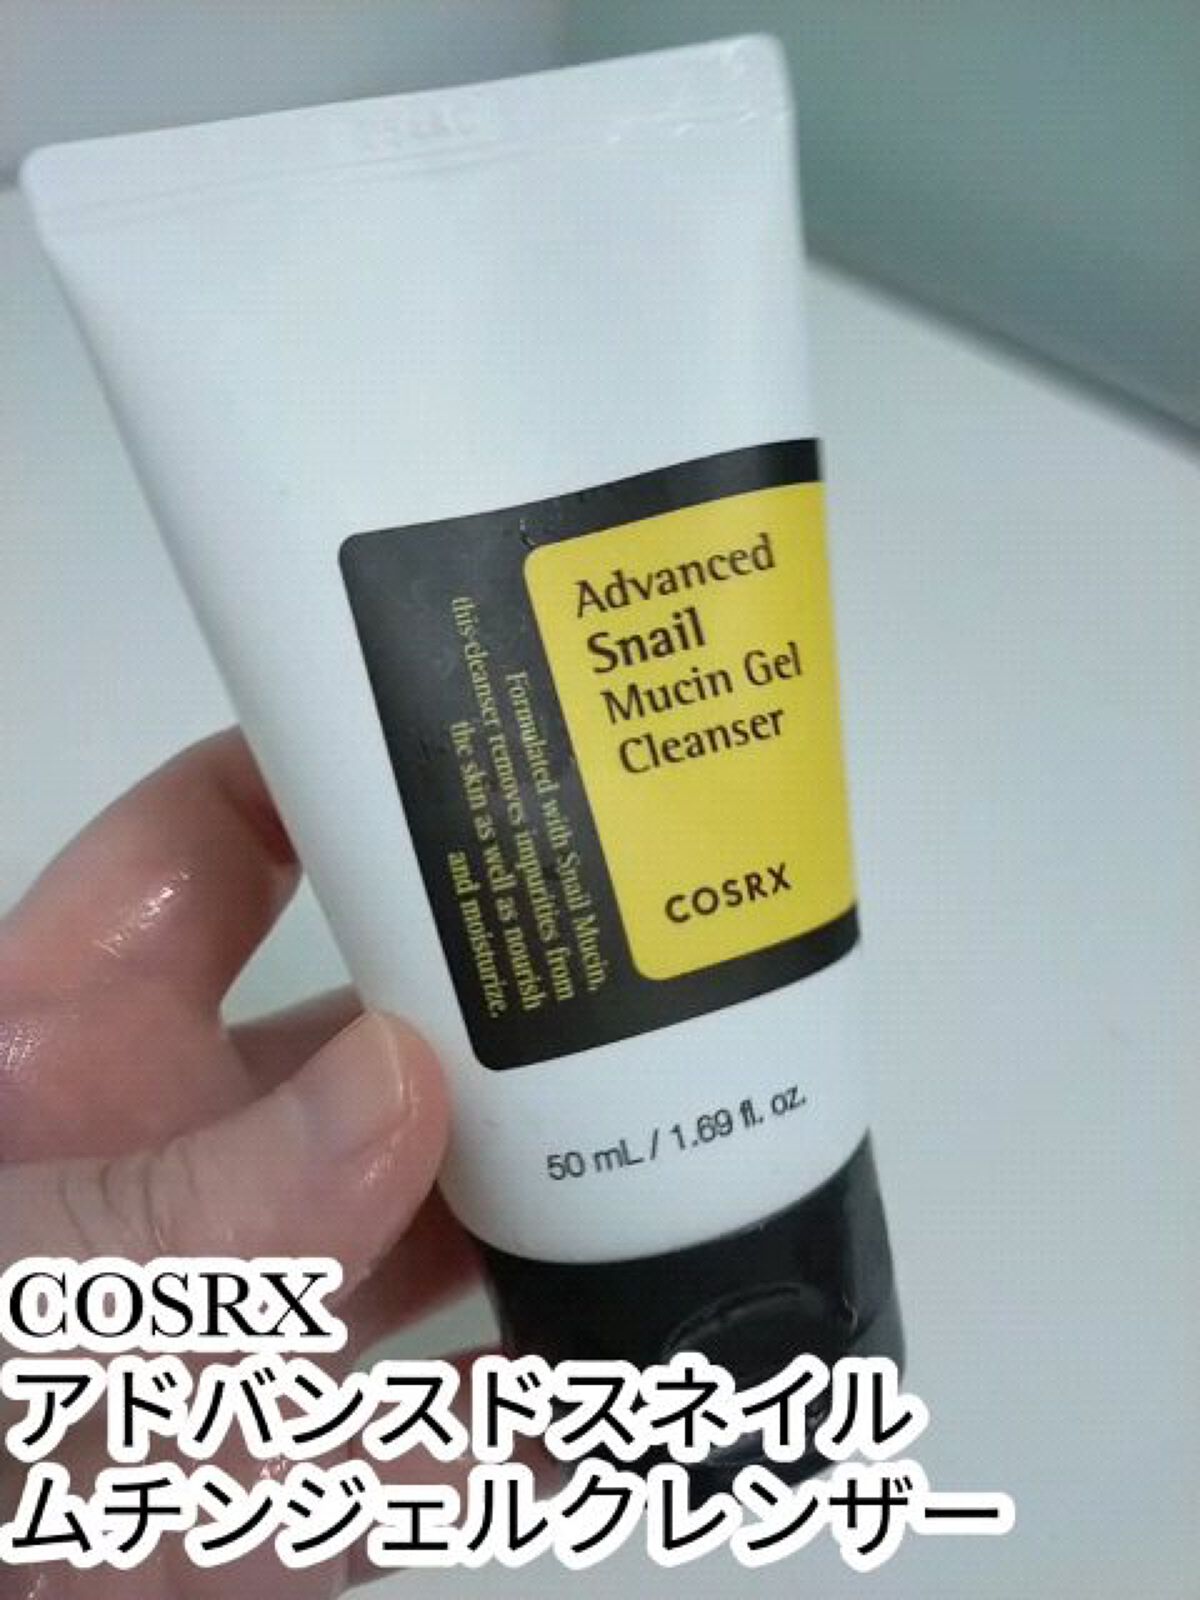 Advanced
Snail
Mucin Gel
Cleanser
COSRX
Formulated with Snail Mucin,
this cleanser removes impurities from
the skin as well as nourish
and moisturize.
50 mL / 1.69 fl. oz.
COSRX
アドバンスドスネイル
ムチンジェルクレンザー